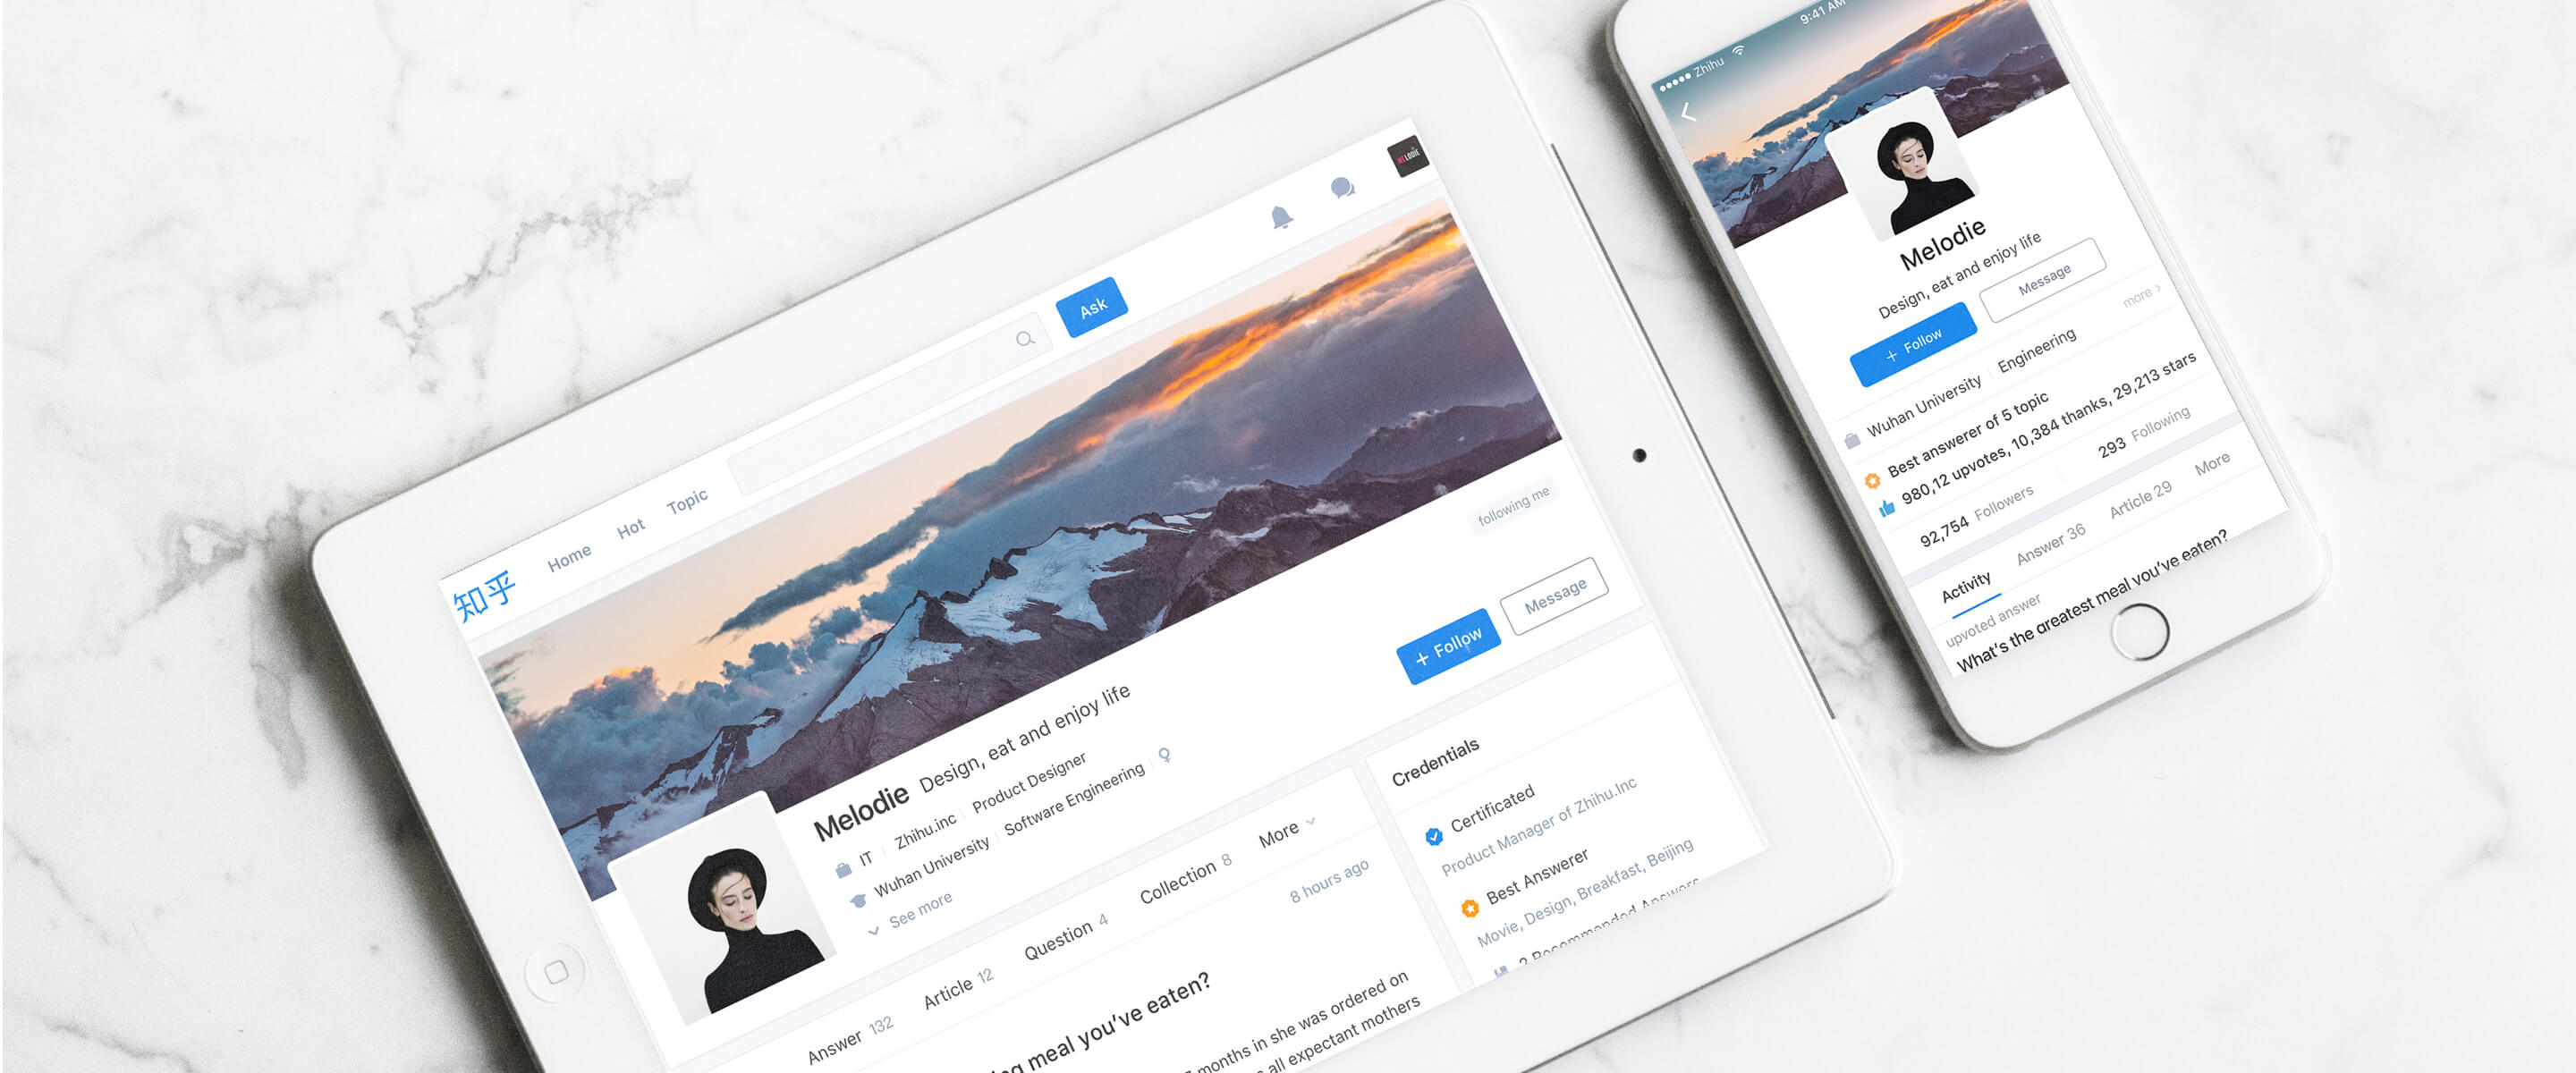 知乎
Home
Hot
Topic
Ask
MELODIE
following me
Melodie
Design, eat and enjoy life
+ Follow
Message
IT
Zhihu.inc
Product Designer
Wuhan University
Software Engineering
See more
Answer 132
Article 12
Question 4
Collection 8
More
8 hours ago
meal you've eaten?
months in she was ordered on
all expectant mothers
Credentials
Certificated
Product Manager of Zhihu.Inc
Best Answerer
Movie, Design, Breakfast, Beijing
2 Recommended Answers
Zhihu
9:41 AM
Melodie
Design, eat and enjoy life
+ Follow
Message
more >
Wuhan University
Engineering
Best answerer of 5 topic
980,12 upvotes, 10,384 thanks, 29,213 stars
92,754 Followers
293 Following
Activity
Answer 36
Article 29
More
upvoted answer
What's the greatest meal you've eaten?